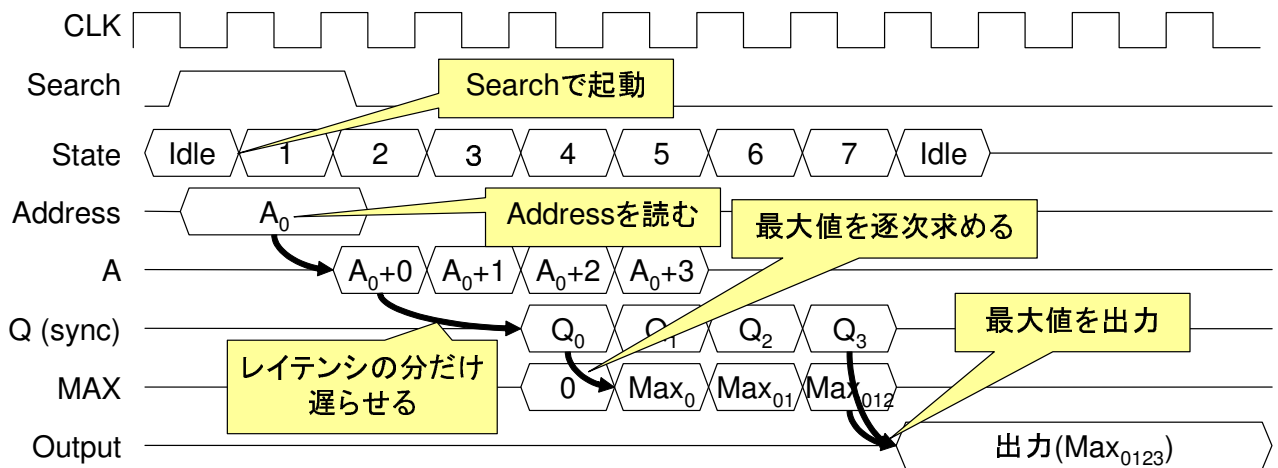 CLK
Search
Searchで起動
State
Idle 1 2 3 4 5 6 7 Idle
Address
A₀
Addressを読む
最大値を逐次求める
A
A₀+0 A₀+1 A₀+2 A₀+3
Q (sync)
Q₀ Q₁ Q₂ Q₃
最大値を出力
レイテンシの分だけ
遅らせる
MAX
0 Max₀ Max₀₁ Max₀₁₂
Output
出力(Max₀₁₂₃)